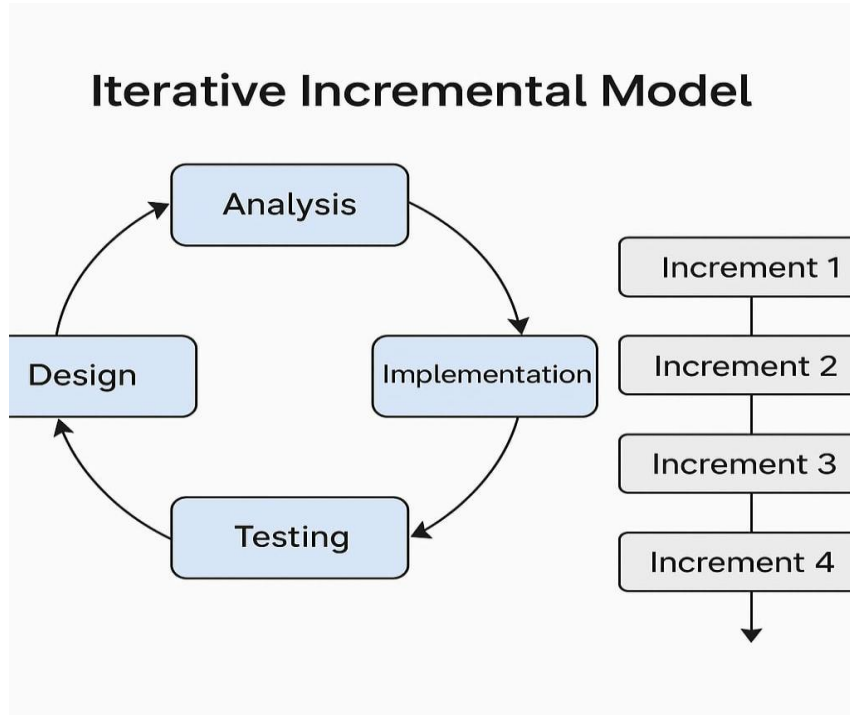 Iterative Incremental Model
Analysis
Design
Implementation
Testing
Increment 1
Increment 2
Increment 3
Increment 4